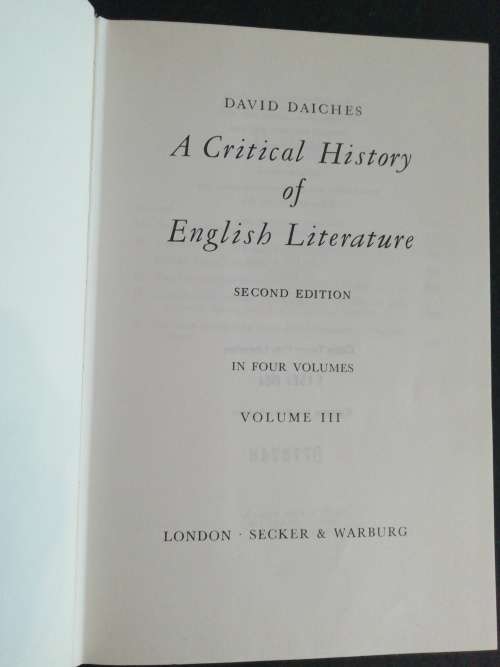 DAVID DAICHES
A Critical History
of
English Literature
SECOND EDITION
IN FOUR VOLUMES
VOLUME III
LONDON · SECKER & WARBURG